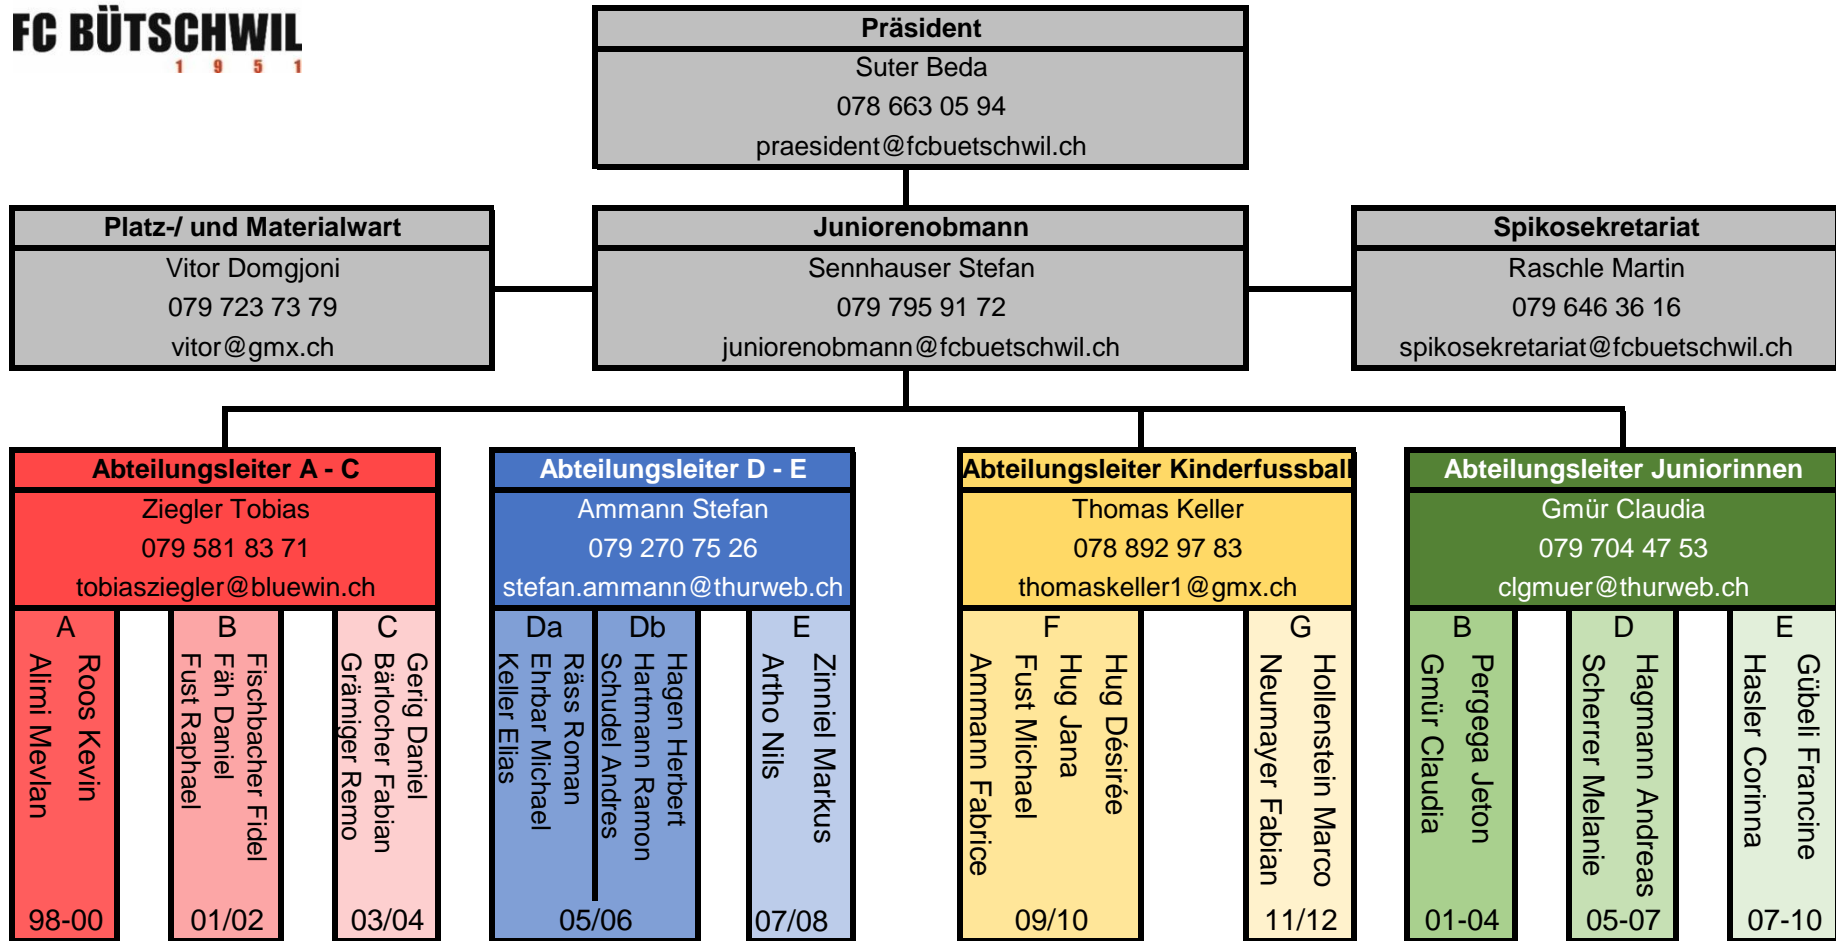 FC BÜTSCHWIL
1951
Präsident
Suter Beda
078 663 05 94
praesident@fcbuetschwil.ch
Platz-/ und Materialwart
Vitor Domgjoni
079 723 73 79
vitor@gmx.ch
Juniorenobmann
Sennhauser Stefan
079 795 91 72
juniorenobmann@fcbuetschwil.ch
Spikosekretariat
Raschle Martin
079 646 36 16
spikosekretariat@fcbuetschwil.ch
Abteilungsleiter A - C
Ziegler Tobias
079 581 83 71
tobiasziegler@bluewin.ch
A
Roos Kevin
Alimi Mevlan
98-00
B
Fischbacher Fidel
Fäh Daniel
Fust Raphael
01/02
C
Gerig Daniel
Bärlocher Fabian
Grämiger Remo
03/04
Abteilungsleiter D - E
Ammann Stefan
079 270 75 26
stefan.ammann@thurweb.ch
Da
Räss Roman
Ehrbar Michael
Keller Elias
Db
Hagen Herbert
Hartmann Ramon
Schudel Andres
05/06
E
Zinniel Markus
Artho Nils
07/08
Abteilungsleiter Kinderfussball
Thomas Keller
078 892 97 83
thomaskeller1@gmx.ch
F
Hug Désirée
Hug Jana
Fust Michael
Ammann Fabrice
09/10
G
Hollenstein Marco
Neumayer Fabian
11/12
Abteilungsleiter Juniorinnen
Gmür Claudia
079 704 47 53
clgmuer@thurweb.ch
B
Pergega Jeton
Gmür Claudia
01-04
D
Hagmann Andreas
Scherrer Melanie
05-07
E
Gübeli Francine
Hasler Corinna
07-10